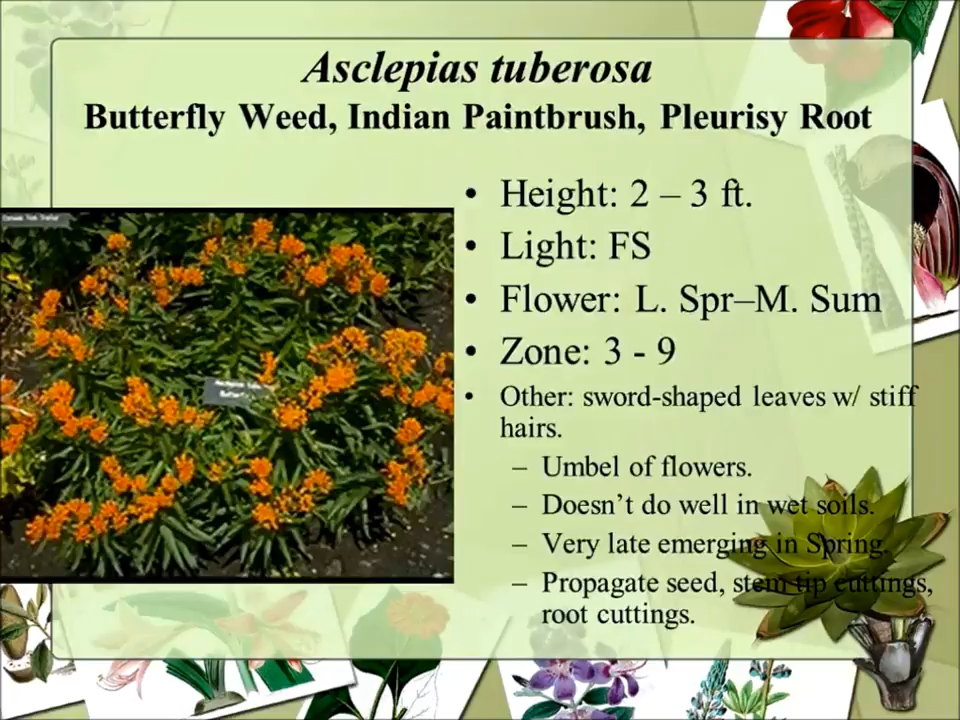 Asclepias tuberosa
Butterfly Weed, Indian Paintbrush, Pleurisy Root
• Height: 2 – 3 ft.
• Light: FS
• Flower: L. Spr–M. Sum
• Zone: 3 - 9
• Other: sword-shaped leaves w/ stiff
hairs.
– Umbel of flowers.
– Doesn't do well in wet soils.
– Very late emerging in Spring.
– Propagate seed, stem tip cuttings,
root cuttings.